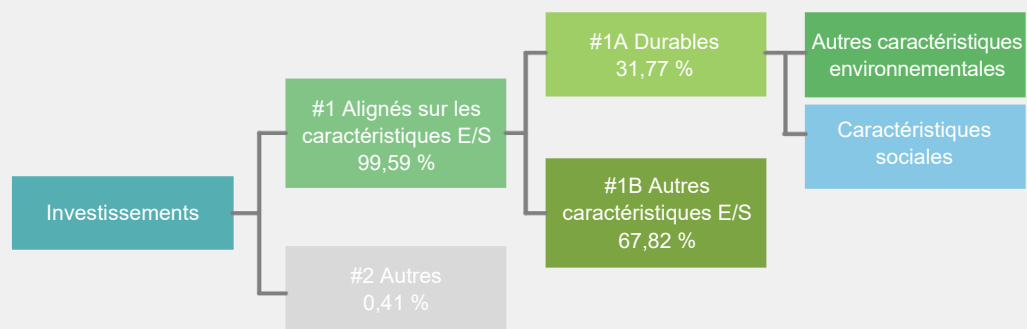 Investissements
#1 Alignés sur les
caractéristiques E/S
99,59 %
#2 Autres
0,41 %
#1A Durables
31,77 %
#1B Autres
caractéristiques E/S
67,82 %
Autres caractéristiques
environnementales
Caractéristiques
sociales